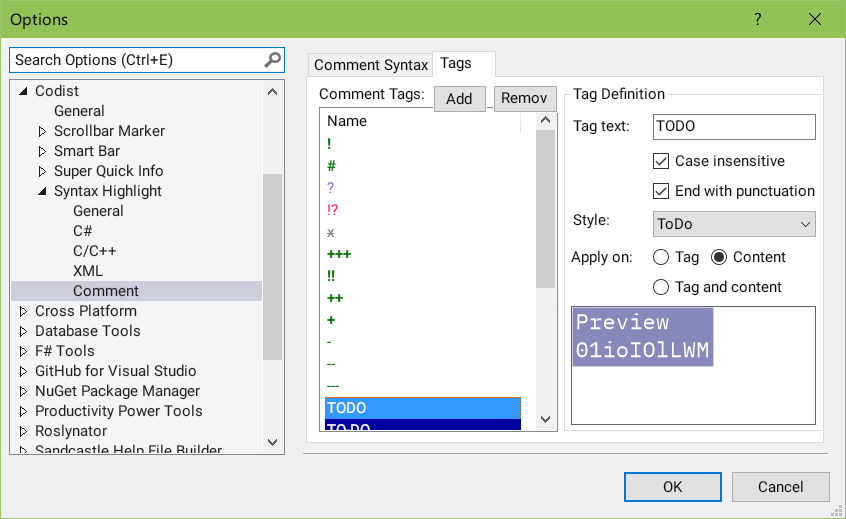 Options
?
Search Options (Ctrl+E)
Codist
General
Scrollbar Marker
Smart Bar
Super Quick Info
Syntax Highlight
General
C#
C/C++
XML
Comment
Cross Platform
Database Tools
F# Tools
GitHub for Visual Studio
NuGet Package Manager
Productivity Power Tools
Roslynator
Sandcastle Help File Builder
Comment Syntax
Tags
Comment Tags:
Add
Remov
Name
!
#
?
!?
x
+++
!!
++
+
-
--
---
TODO
TO DO
Tag Definition
Tag text:
TODO
Case insensitive
End with punctuation
Style:
ToDo
Apply on:
Tag
Content
Tag and content
Preview
01ioIOlLWM
OK
Cancel